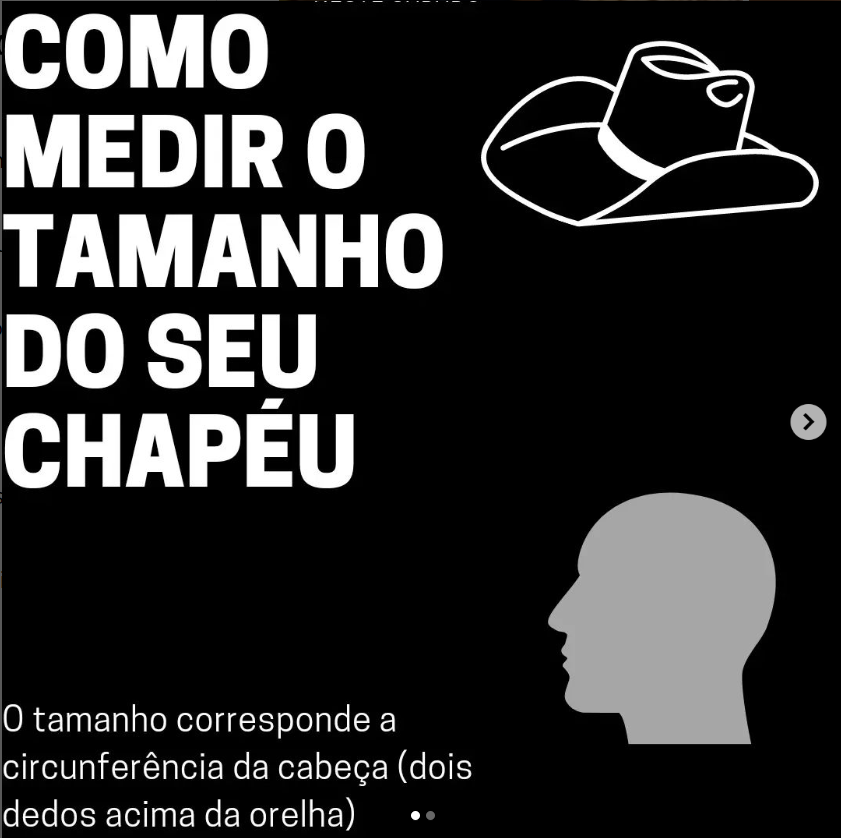 COMO
MEDIR O
TAMANHO
DO SEU
CHAPÉU
O tamanho corresponde a
circunferência da cabeça (dois
dedos acima da orelha)